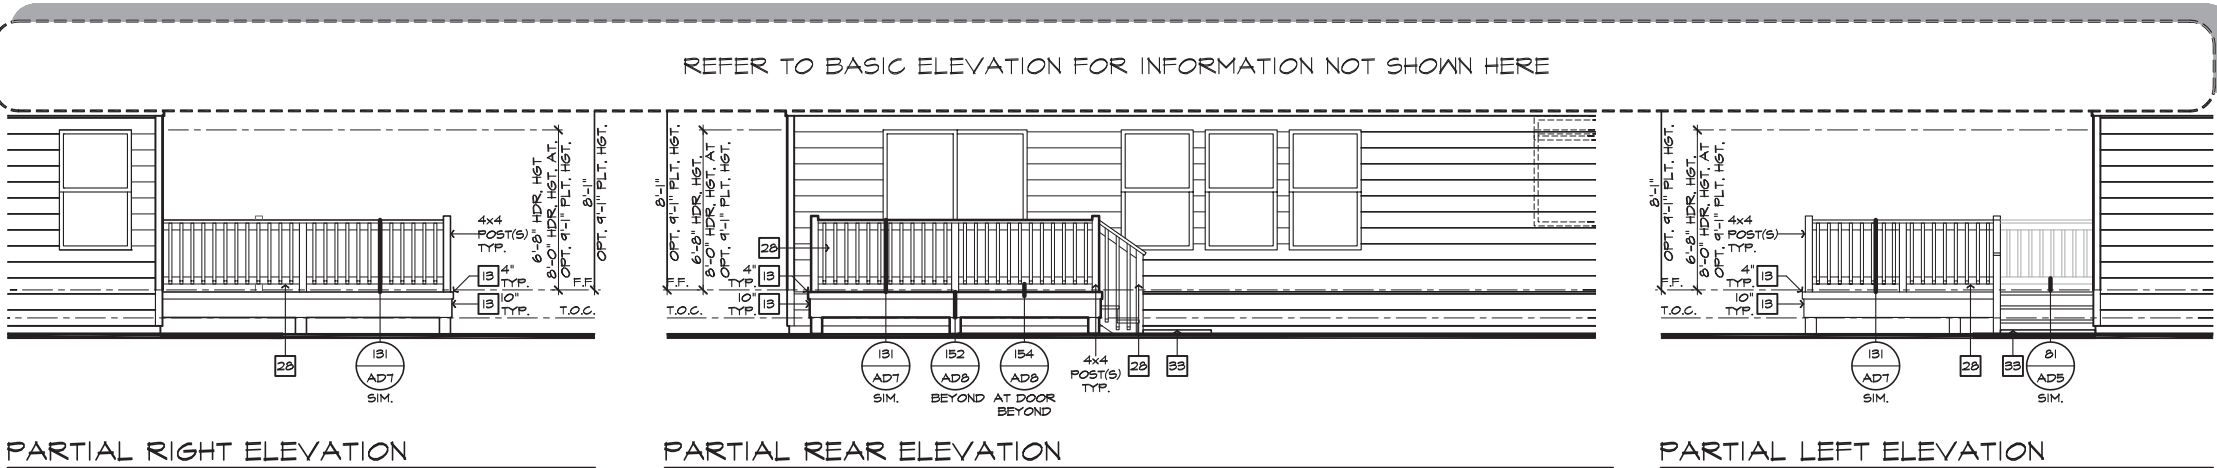 REFER TO BASIC ELEVATION FOR INFORMATION NOT SHOWN HERE
4x4
POST(S)
TYP.
13
4"
TYP.
13
10"
TYP.
6'-8" HDR. HGT
8'-0" HDR. HGT. AT
OPT. 9'-1" PLT. HGT.
8'-1"
OPT. 9'-1" PLT. HGT.
F.F.
T.O.C.
28
131
AD7
SIM.
PARTIAL RIGHT ELEVATION
8'-1"
OPT. 9'-1" PLT. HGT.
6'-8" HDR. HGT.
8'-0" HDR. HGT. AT
OPT. 9'-1" PLT. HGT.
F.F.
T.O.C.
28
4"
TYP.
13
10"
TYP.
13
131
AD7
SIM.
152
AD8
BEYOND
154
AD8
AT DOOR
BEYOND
4x4
POST(S)
TYP.
28
33
PARTIAL REAR ELEVATION
8'-1"
OPT. 9'-1" PLT. HGT.
6'-8" HDR. HGT.
8'-0" HDR. HGT. AT
OPT. 9'-1" PLT. HGT.
4x4
POST(S)
TYP.
F.F.
T.O.C.
4"
TYP.
13
10"
TYP.
13
131
AD7
SIM.
28
33
81
AD5
SIM.
PARTIAL LEFT ELEVATION